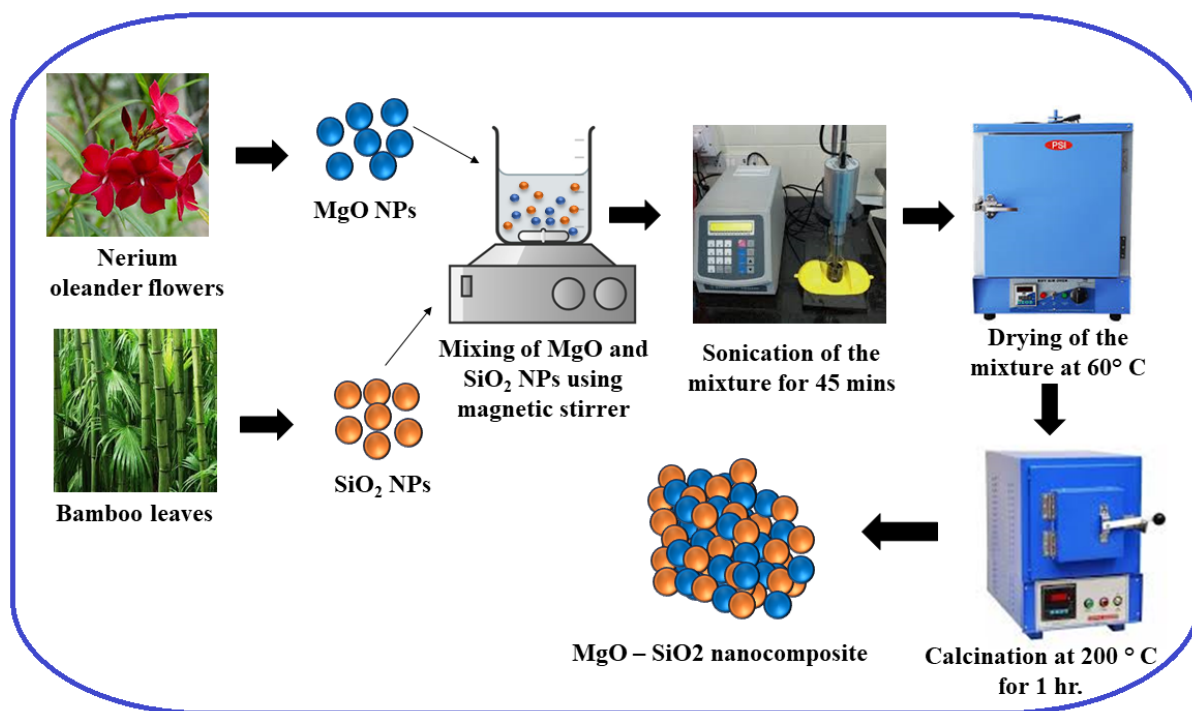 Nerium
oleander flowers
MgO NPs
Bamboo leaves
SiO₂ NPs
Mixing of MgO and
SiO₂ NPs using
magnetic stirrer
Sonication of the
mixture for 45 mins
PSI
Drying of the
mixture at 60° C
Calcination at 200 ° C
for 1 hr.
MgO – SiO2 nanocomposite